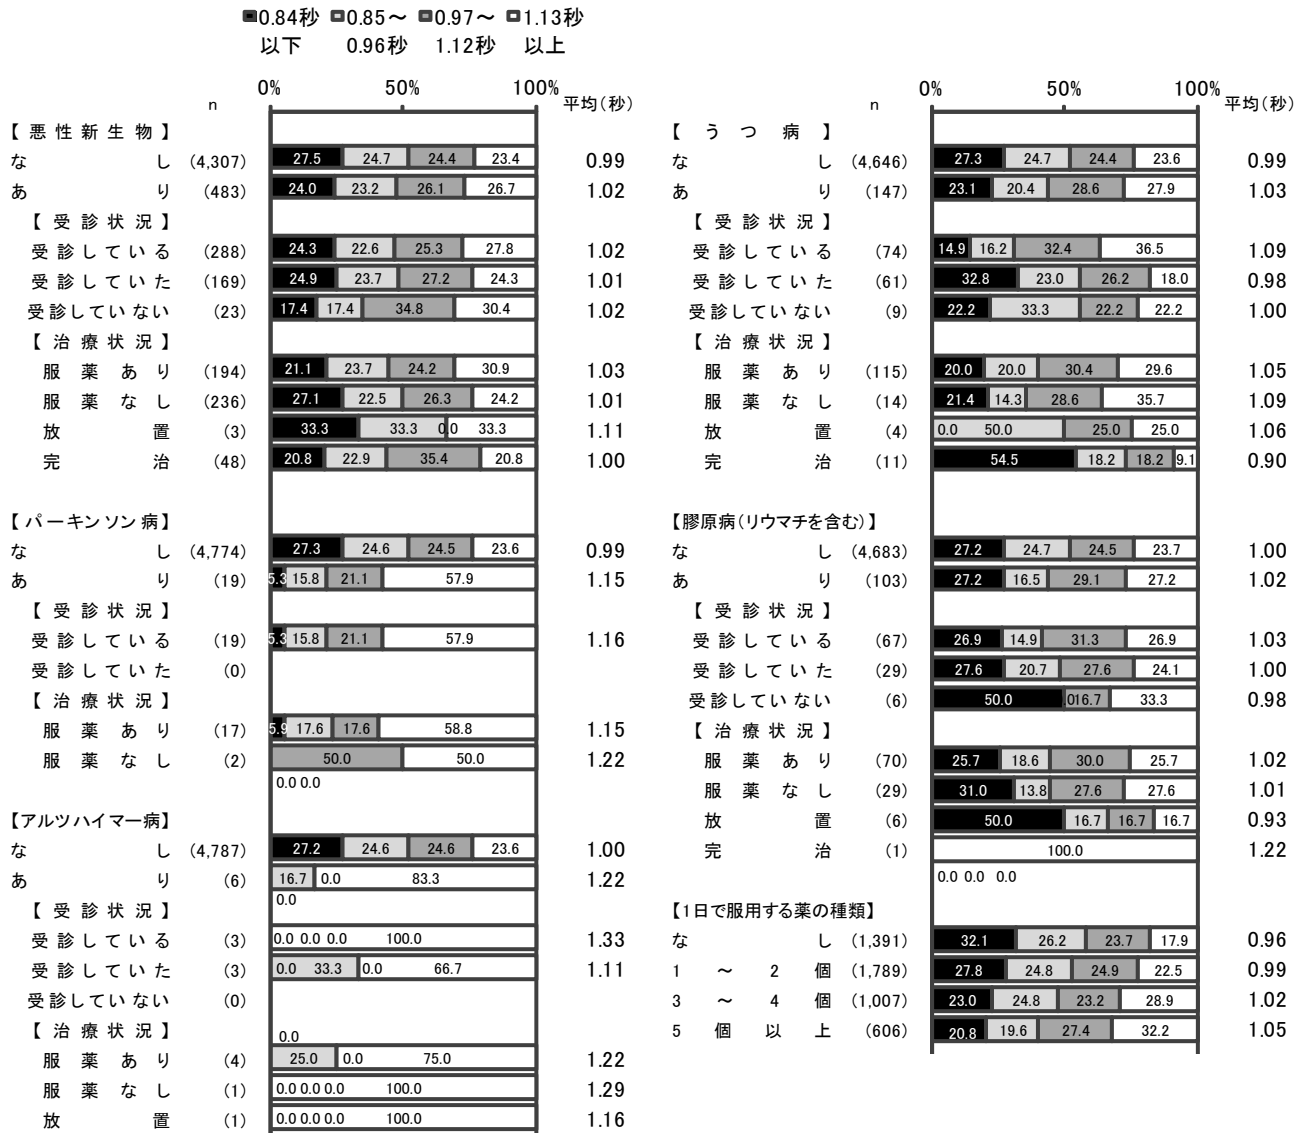 ■0.84秒以下 ■0.85～0.96秒 ■0.97～1.12秒 ■1.13秒以上
n 0% 50% 100% 平均(秒)
【悪性新生物】
なし (4,307) 27.5 24.7 24.4 23.4 0.99
あり (483) 24.0 23.2 26.1 26.7 1.02
【受診状況】
受診している (288) 24.3 22.6 25.3 27.8 1.02
受診していた (169) 24.9 23.7 27.2 24.3 1.01
受診していない (23) 17.4 17.4 34.8 30.4 1.02
【治療状況】
服薬あり (194) 21.1 23.7 24.2 30.9 1.03
服薬なし (236) 27.1 22.5 26.3 24.2 1.01
放置 (3) 33.3 33.3 0.0 33.3 1.11
完治 (48) 20.8 22.9 35.4 20.8 1.00
【パーキンソン病】
なし (4,774) 27.3 24.6 24.5 23.6 0.99
あり (19) 5.3 15.8 21.1 57.9 1.15
【受診状況】
受診している (19) 5.3 15.8 21.1 57.9 1.16
受診していた (0)
【治療状況】
服薬あり (17) 5.9 17.6 17.6 58.8 1.15
服薬なし (2) 50.0 50.0 1.22
0.0 0.0
【アルツハイマー病】
なし (4,787) 27.2 24.6 24.6 23.6 1.00
あり (6) 16.7 0.0 83.3 1.22
0.0
【受診状況】
受診している (3) 0.0 0.0 0.0 100.0 1.33
受診していた (3) 0.0 33.3 0.0 66.7 1.11
受診していない (0)
【治療状況】
0.0
服薬あり (4) 25.0 0.0 75.0 1.22
服薬なし (1) 0.0 0.0 0.0 100.0 1.29
放置 (1) 0.0 0.0 0.0 100.0 1.16
n 0% 50% 100% 平均(秒)
【うつ病】
なし (4,646) 27.3 24.7 24.4 23.6 0.99
あり (147) 23.1 20.4 28.6 27.9 1.03
【受診状況】
受診している (74) 14.9 16.2 32.4 36.5 1.09
受診していた (61) 32.8 23.0 26.2 18.0 0.98
受診していない (9) 22.2 33.3 22.2 22.2 1.00
【治療状況】
服薬あり (115) 20.0 20.0 30.4 29.6 1.05
服薬なし (14) 21.4 14.3 28.6 35.7 1.09
放置 (4) 0.0 50.0 25.0 25.0 1.06
完治 (11) 54.5 18.2 18.2 9.1 0.90
【膠原病(リウマチを含む)】
なし (4,683) 27.2 24.7 24.5 23.7 1.00
あり (103) 27.2 16.5 29.1 27.2 1.02
【受診状況】
受診している (67) 26.9 14.9 31.3 26.9 1.03
受診していた (29) 27.6 20.7 27.6 24.1 1.00
受診していない (6) 50.0 16.7 33.3 0.98
【治療状況】
服薬あり (70) 25.7 18.6 30.0 25.7 1.02
服薬なし (29) 31.0 13.8 27.6 27.6 1.01
放置 (6) 50.0 16.7 16.7 16.7 0.93
完治 (1) 100.0 1.22
0.0 0.0 0.0
【1日で服用する薬の種類】
なし (1,391) 32.1 26.2 23.7 17.9 0.96
1～2個 (1,789) 27.8 24.8 24.9 22.5 0.99
3～4個 (1,007) 23.0 24.8 23.2 28.9 1.02
5個以上 (606) 20.8 19.6 27.4 32.2 1.05